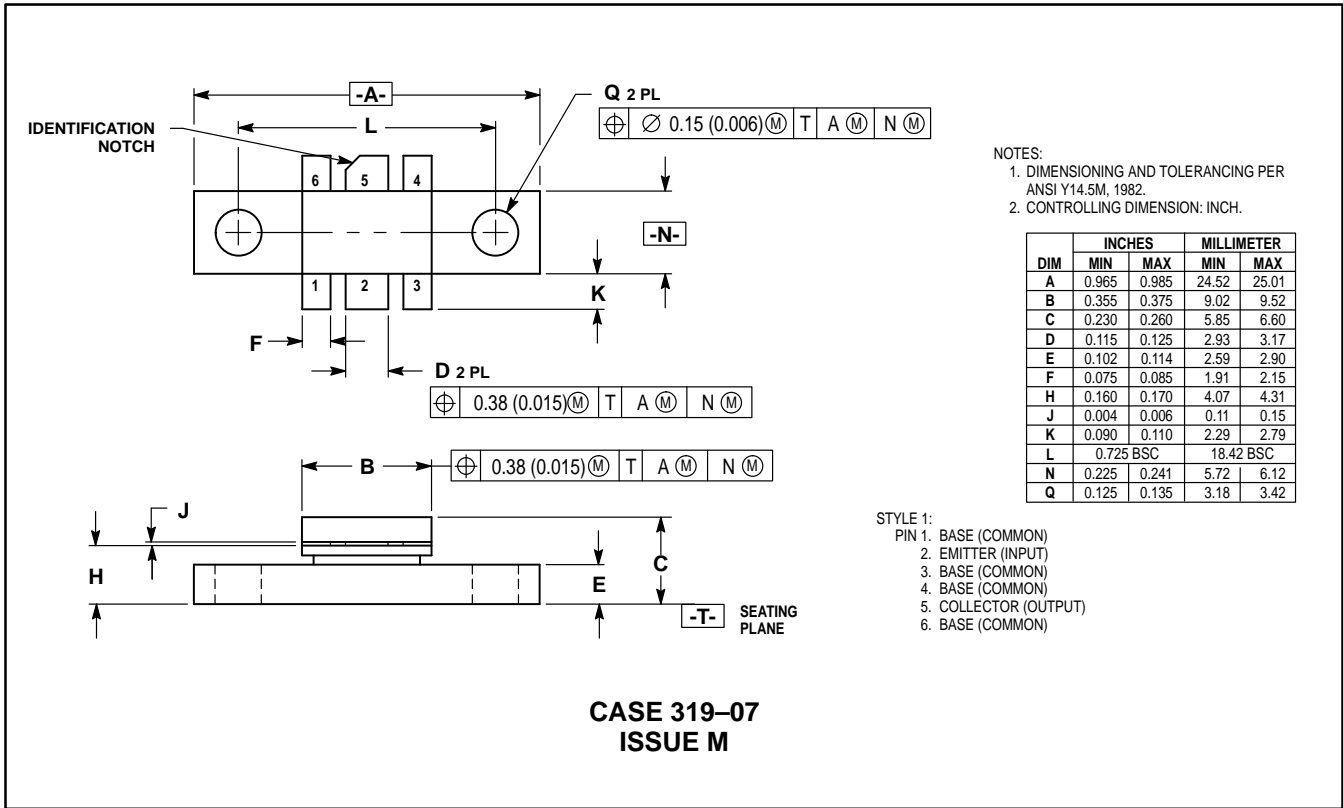 -A-
L
Q 2 PL
⌖ ∅ 0.15 (0.006) Ⓜ T A Ⓜ N Ⓜ
IDENTIFICATION
NOTCH
6 5 4
-N-
1 2 3
K
F
D 2 PL
⌖ 0.38 (0.015) Ⓜ T A Ⓜ N Ⓜ
B
⌖ 0.38 (0.015) Ⓜ T A Ⓜ N Ⓜ
J
H
E
C
-T- SEATING
PLANE
NOTES:
1. DIMENSIONING AND TOLERANCING PER
ANSI Y14.5M, 1982.
2. CONTROLLING DIMENSION: INCH.
INCHES MILLIMETER
DIM MIN MAX MIN MAX
A 0.965 0.985 24.52 25.01
B 0.355 0.375 9.02 9.52
C 0.230 0.260 5.85 6.60
D 0.115 0.125 2.93 3.17
E 0.102 0.114 2.59 2.90
F 0.075 0.085 1.91 2.15
H 0.160 0.170 4.07 4.31
J 0.004 0.006 0.11 0.15
K 0.090 0.110 2.29 2.79
L 0.725 BSC 18.42 BSC
N 0.225 0.241 5.72 6.12
Q 0.125 0.135 3.18 3.42
STYLE 1:
PIN 1. BASE (COMMON)
2. EMITTER (INPUT)
3. BASE (COMMON)
4. BASE (COMMON)
5. COLLECTOR (OUTPUT)
6. BASE (COMMON)
CASE 319–07
ISSUE M